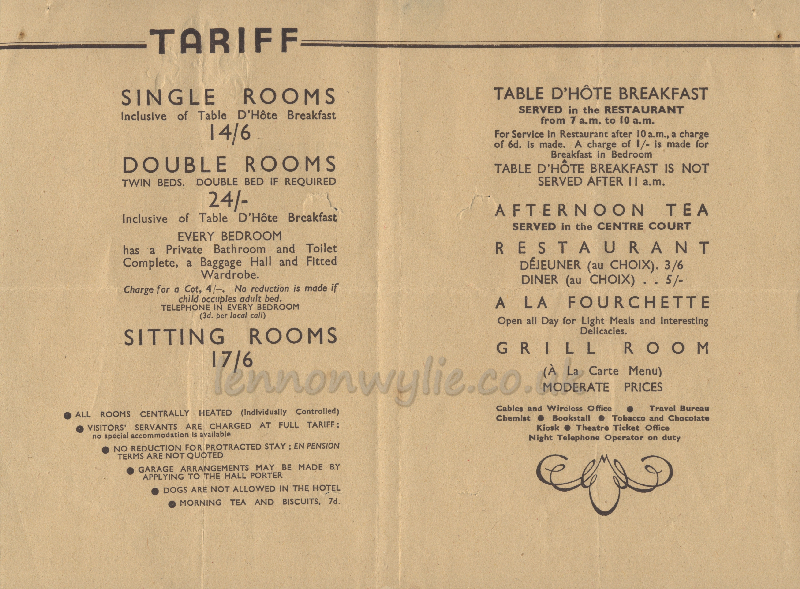 TARIFF
SINGLE ROOMS
Inclusive of Table D'Hôte Breakfast
14/6
DOUBLE ROOMS
TWIN BEDS. DOUBLE BED IF REQUIRED
24/-
Inclusive of Table D'Hôte Breakfast
EVERY BEDROOM
has a Private Bathroom and Toilet
Complete, a Baggage Hall and Fitted
Wardrobe.
Charge for a Cot, 4/-. No reduction is made if
child occupies adult bed.
TELEPHONE IN EVERY BEDROOM
(3d. per local call)
SITTING ROOMS
17/6
● ALL ROOMS CENTRALLY HEATED (Individually Controlled)
● VISITORS' SERVANTS ARE CHARGED AT FULL TARIFF;
no special accommodation is available
● NO REDUCTION FOR PROTRACTED STAY; EN PENSION
TERMS ARE NOT QUOTED
● GARAGE ARRANGEMENTS MAY BE MADE BY
APPLYING TO THE HALL PORTER
● DOGS ARE NOT ALLOWED IN THE HOTEL
● MORNING TEA AND BISCUITS, 7d.
TABLE D'HÔTE BREAKFAST
SERVED in the RESTAURANT
from 7 a.m. to 10 a.m.
For Service in Restaurant after 10 a.m., a charge
of 6d. is made. A charge of 1/- is made for
Breakfast in Bedroom
TABLE D'HÔTE BREAKFAST IS NOT
SERVED AFTER 11 a.m.
AFTERNOON TEA
SERVED in the CENTRE COURT
RESTAURANT
DÉJEUNER (au CHOIX). 3/6
DINER (au CHOIX) . . 5/-
A LA FOURCHETTE
Open all Day for Light Meals and Interesting
Delicacies.
GRILL ROOM
(À La Carte Menu)
MODERATE PRICES
Cables and Wireless Office ● Travel Bureau
Chemist ● Bookstall ● Tobacco and Chocolate
Kiosk ● Theatre Ticket Office
Night Telephone Operator on duty
lennonwylie.co.uk